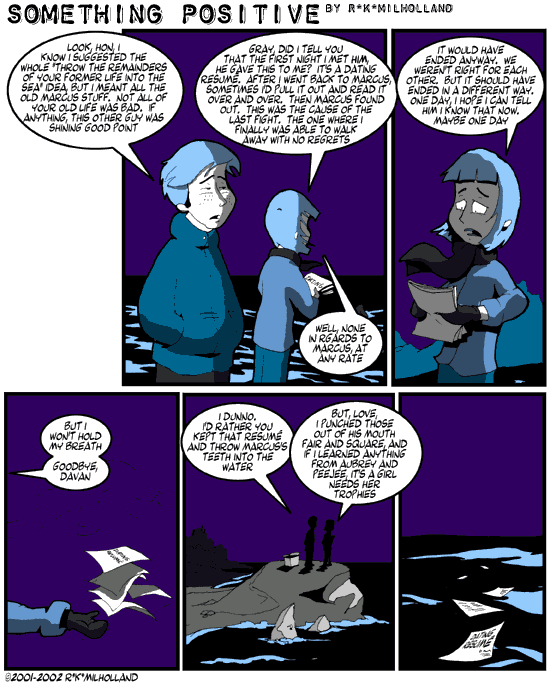 SOMETHING POSITIVE BY R*K*MILHOLLAND
LOOK, HON, I
KNOW I SUGGESTED THE
WHOLE "THROW THE REMAINDERS
OF YOUR FORMER LIFE INTO THE
SEA" IDEA, BUT I MEANT ALL THE
OLD MARCUS STUFF. NOT ALL OF
YOUR OLD LIFE WAS BAD. IF
ANYTHING, THIS OTHER GUY WAS
SHINING GOOD POINT
GRAY, DID I TELL YOU
THAT THE FIRST NIGHT I MET HIM,
HE GAVE THIS TO ME? IT'S A DATING
RESUME. AFTER I WENT BACK TO MARCUS,
SOMETIMES I'D PULL IT OUT AND READ IT
OVER AND OVER. THEN MARCUS FOUND
OUT. THIS WAS THE CAUSE OF THE
LAST FIGHT. THE ONE WHERE I
FINALLY WAS ABLE TO WALK
AWAY WITH NO REGRETS
WELL, NONE
IN RGARDS TO
MARCUS, AT
ANY RATE
IT WOULD HAVE
ENDED ANYWAY. WE
WEREN'T RIGHT FOR EACH
OTHER. BUT IT SHOULD HAVE
ENDED IN A DIFFERENT WAY.
ONE DAY, I HOPE I CAN TELL
HIM I KNOW THAT NOW.
MAYBE ONE DAY
BUT I
WON'T HOLD
MY BREATH
GOODBYE,
DAVAN
I DUNNO.
I'D RATHER YOU
KEPT THAT RESUME
AND THROW MARCUS'S
TEETH INTO THE
WATER
BUT, LOVE,
I PUNCHED THOSE
OUT OF HIS MOUTH
FAIR AND SQUARE, AND
IF I LEARNED ANYTHING
FROM AUBREY AND
PEEJEE, IT'S A GIRL
NEEDS HER
TROPHIES
DATING
RESUME
©2001-2002 R*K*MILHOLLAND